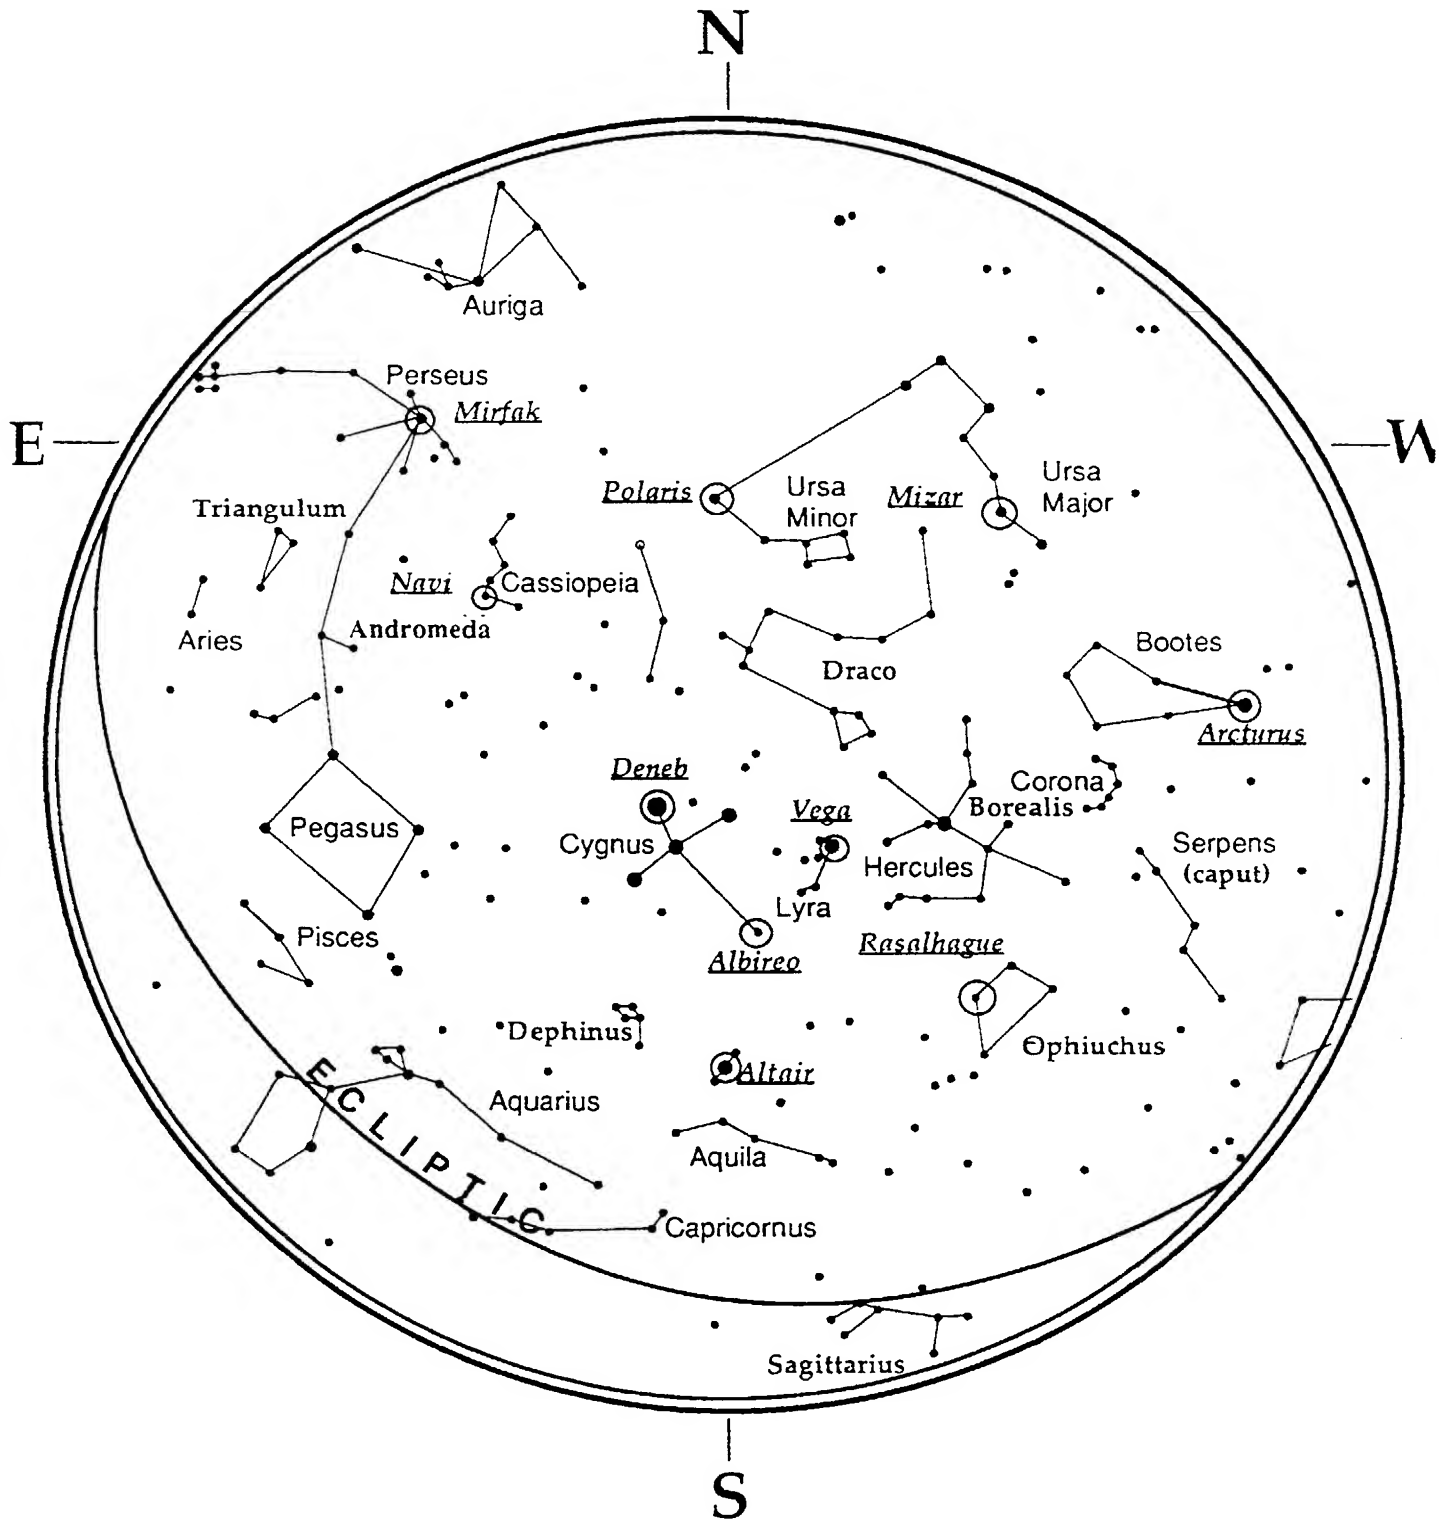 N
Auriga
Perseus
Mirfak
E
W
Polaris
Ursa
Minor
Mizar
Ursa
Major
Triangulum
Navi
Cassiopeia
Aries
Andromeda
Draco
Bootes
Arcturus
Deneb
Corona
Borealis
Vega
Pegasus
Cygnus
Hercules
Serpens
(caput)
Lyra
Pisces
Albireo
Rasalhague
Dephinus
Ophiuchus
Altair
ECLIPTIC
Aquarius
Aquila
Capricornus
Sagittarius
S